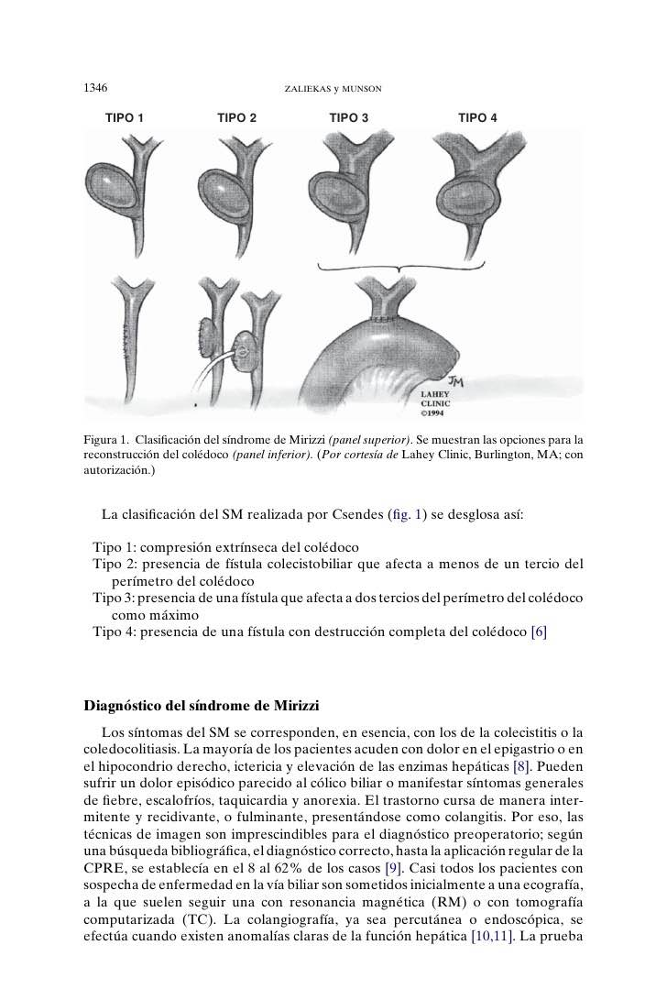 1346
ZALIEKAS y MUNSON
TIPO 1 TIPO 2 TIPO 3 TIPO 4
JM
LAHEY
CLINIC
©1994
Figura 1. Clasificación del síndrome de Mirizzi (panel superior). Se muestran las opciones para la
reconstrucción del colédoco (panel inferior). (Por cortesía de Lahey Clinic, Burlington, MA; con
autorización.)
La clasificación del SM realizada por Csendes (fig. 1) se desglosa así:
Tipo 1: compresión extrínseca del colédoco
Tipo 2: presencia de fístula colecistobiliar que afecta a menos de un tercio del
perímetro del colédoco
Tipo 3: presencia de una fístula que afecta a dos tercios del perímetro del colédoco
como máximo
Tipo 4: presencia de una fístula con destrucción completa del colédoco [6]
Diagnóstico del síndrome de Mirizzi
Los síntomas del SM se corresponden, en esencia, con los de la colecistitis o la
coledocolitiasis. La mayoría de los pacientes acuden con dolor en el epigastrio o en
el hipocondrio derecho, ictericia y elevación de las enzimas hepáticas [8]. Pueden
sufrir un dolor episódico parecido al cólico biliar o manifestar síntomas generales
de fiebre, escalofríos, taquicardia y anorexia. El trastorno cursa de manera inter-
mitente y recidivante, o fulminante, presentándose como colangitis. Por eso, las
técnicas de imagen son imprescindibles para el diagnóstico preoperatorio; según
una búsqueda bibliográfica, el diagnóstico correcto, hasta la aplicación regular de la
CPRE, se establecía en el 8 al 62% de los casos [9]. Casi todos los pacientes con
sospecha de enfermedad en la vía biliar son sometidos inicialmente a una ecografía,
a la que suelen seguir una con resonancia magnética (RM) o con tomografía
computarizada (TC). La colangiografía, ya sea percutánea o endoscópica, se
efectúa cuando existen anomalías claras de la función hepática [10,11]. La prueba